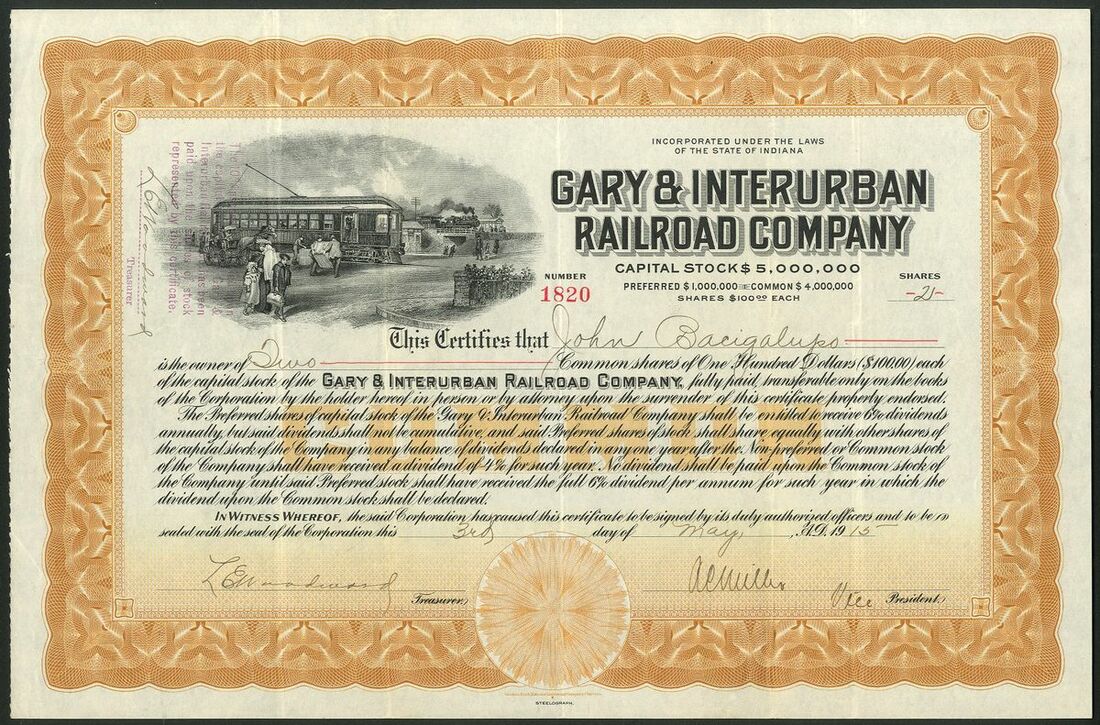 INCORPORATED UNDER THE LAWS
OF THE STATE OF INDIANA
GARY & INTERURBAN
RAILROAD COMPANY
CAPITAL STOCK $ 5,000,000
PREFERRED $ 1,000,000 COMMON $ 4,000,000
SHARES $100.00 EACH
NUMBER
1820
SHARES
-2-
represented by this certificate.
L E Woodward
Treasurer
This Certifies that John Bacigalupo
is the owner of Two Common shares of One Hundred Dollars ($100.00) each
of the capital stock of the GARY & INTERURBAN RAILROAD COMPANY, fully paid, transferable only on the books
of the Corporation by the holder hereof in person or by attorney upon the surrender of this certificate properly endorsed.
The Preferred shares of capital stock of the Gary & Interurban Railroad Company shall be entitled to receive 6% dividends
annually, but said dividends shall not be cumulative, and said Preferred shares of stock shall share equally with other shares of
the capital stock of the Company in any balance of dividends declared in any one year after the Non-preferred or Common stock
of the Company shall have received a dividend of 4% for such year. No dividend shall be paid upon the Common stock of
the Company until said Preferred stock shall have received the full 6% dividend per annum for such year in which the
dividend upon the Common stock shall be declared.
IN WITNESS WHEREOF, the said Corporation has caused this certificate to be signed by its duly authorized officers and to be
sealed with the seal of the Corporation this 3rd day of May, A.D. 1915
L E Woodward
Treasurer
A C Miller
Vice President
COMMON
STEELOGRAPH.